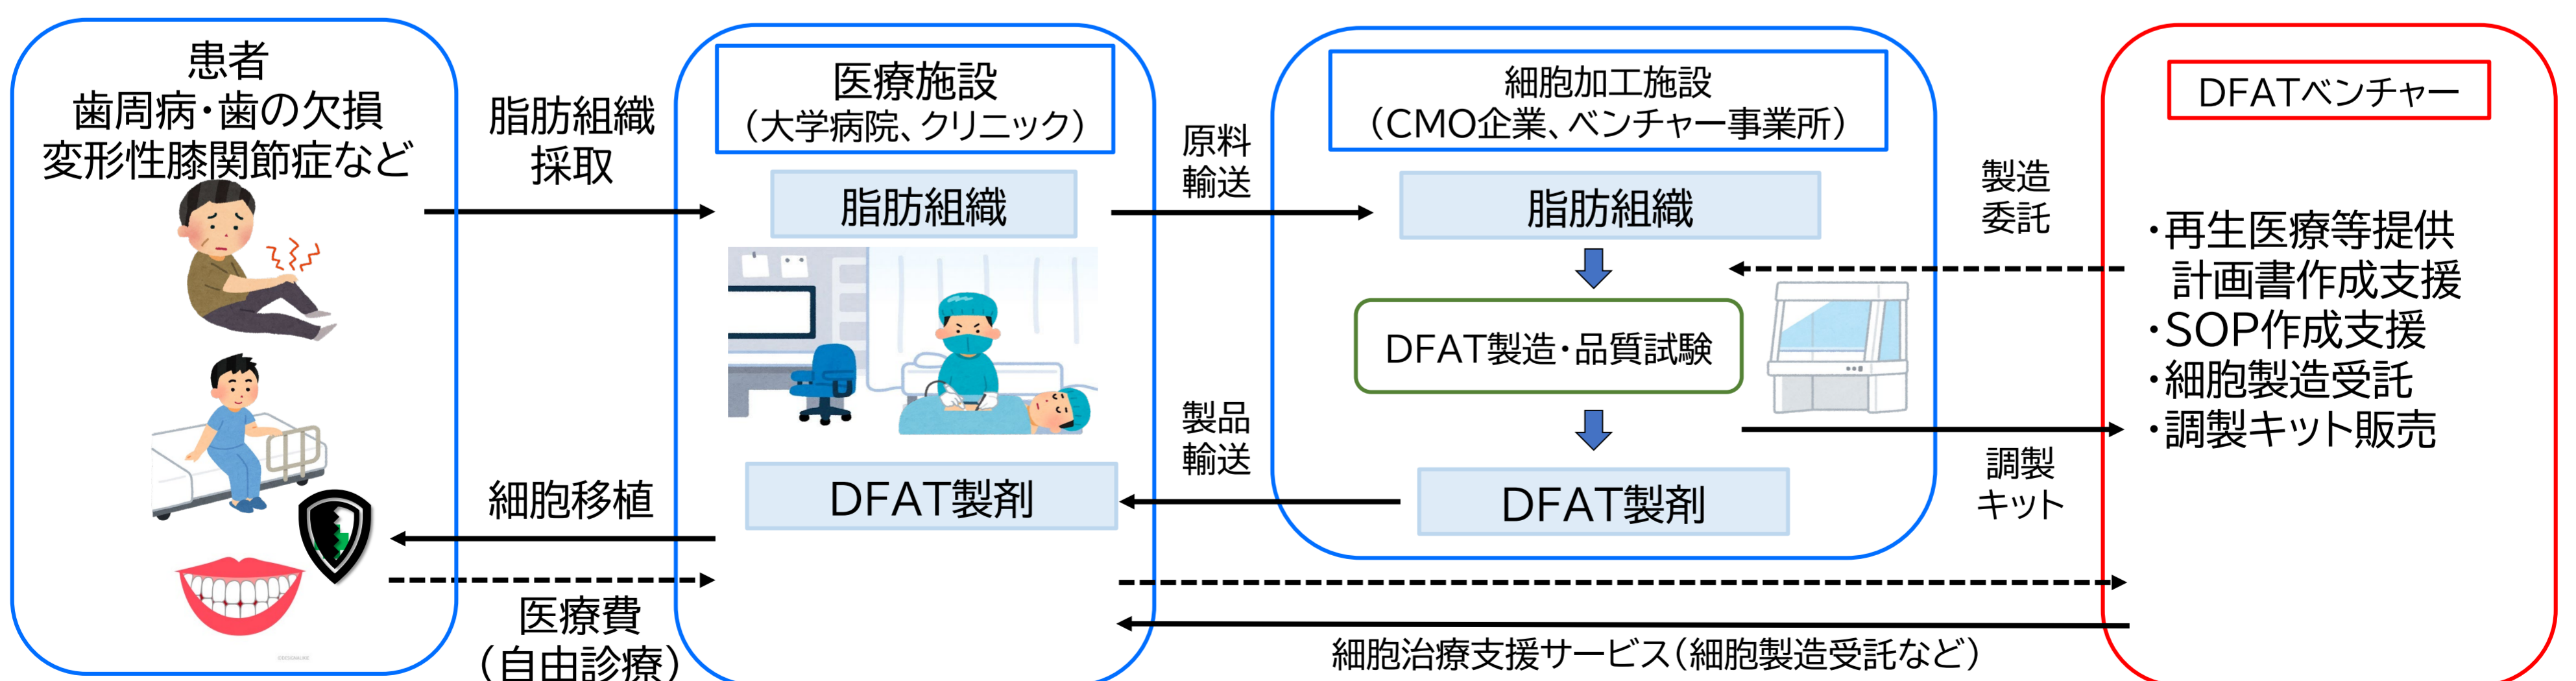 患者
歯周病・歯の欠損
変形性膝関節症など
脂肪組織
採取
細胞移植
医療費
（自由診療）
医療施設
（大学病院、クリニック）
脂肪組織
DFAT製剤
原料
輸送
製品
輸送
細胞加工施設
（CMO企業、ベンチャー事業所）
脂肪組織
DFAT製造・品質試験
DFAT製剤
製造
委託
調製
キット
細胞治療支援サービス（細胞製造受託など）
DFATベンチャー
・再生医療等提供
計画書作成支援
・SOP作成支援
・細胞製造受託
・調製キット販売